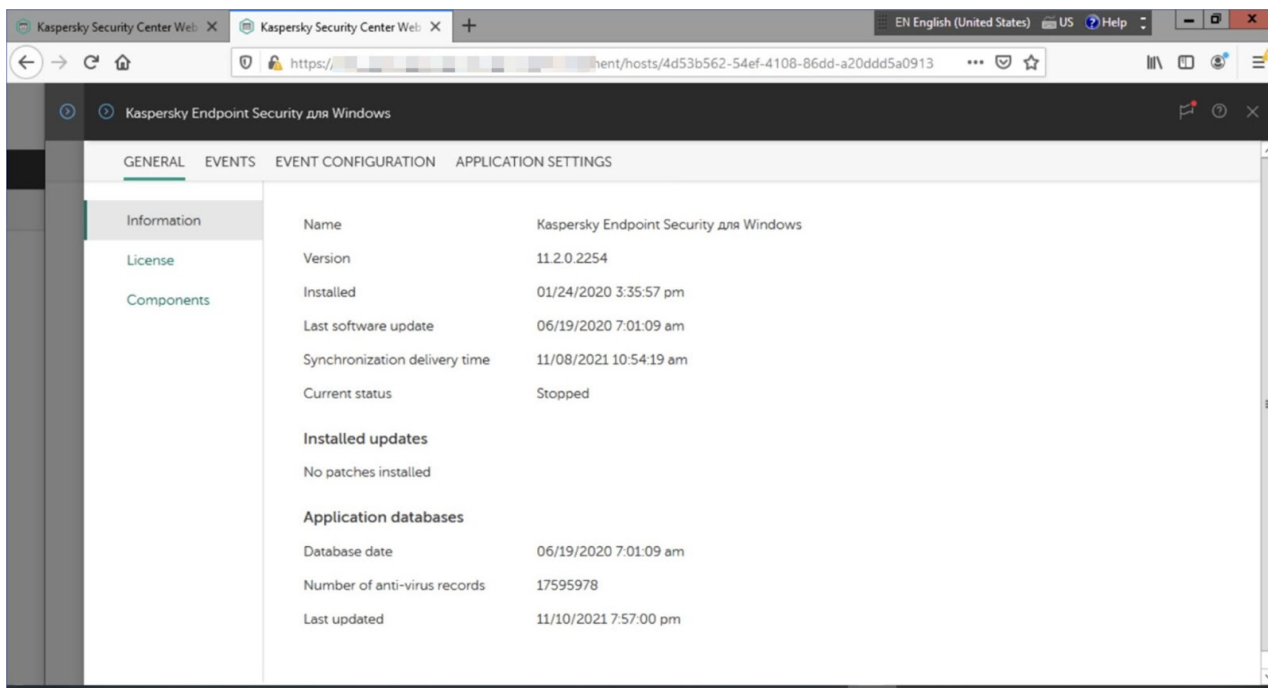 Kaspersky Security Center Web
Kaspersky Security Center Web
EN English (United States) US Help
https:// nent/hosts/4d53b562-54ef-4108-86dd-a20ddd5a0913
Kaspersky Endpoint Security для Windows
GENERAL EVENTS EVENT CONFIGURATION APPLICATION SETTINGS
Information
License
Components
Name Kaspersky Endpoint Security для Windows
Version 11.2.0.2254
Installed 01/24/2020 3:35:57 pm
Last software update 06/19/2020 7:01:09 am
Synchronization delivery time 11/08/2021 10:54:19 am
Current status Stopped
Installed updates
No patches installed
Application databases
Database date 06/19/2020 7:01:09 am
Number of anti-virus records 17595978
Last updated 11/10/2021 7:57:00 pm